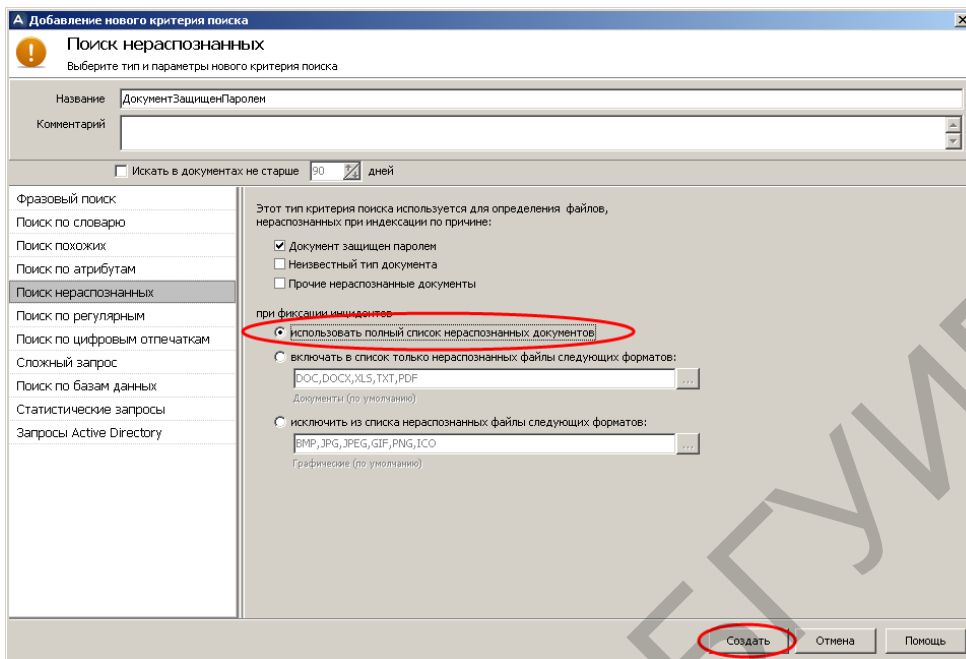 Добавление нового критерия поиска
Поиск нераспознанных
Выберите тип и параметры нового критерия поиска
Название ДокументЗащищенПаролем
Комментарий
Искать в документах не старше 90 дней
Фразовый поиск
Поиск по словарю
Поиск похожих
Поиск по атрибутам
Поиск нераспознанных
Поиск по регулярным
Поиск по цифровым отпечаткам
Сложный запрос
Поиск по базам данных
Статистические запросы
Запросы Active Directory
Этот тип критерия поиска используется для определения файлов,
нераспознанных при индексации по причине:
Документ защищен паролем
Неизвестный тип документа
Прочие нераспознанные документы
при фиксации инцидентов
использовать полный список нераспознанных документов
включать в список только нераспознанных файлы следующих форматов:
DOC,DOCX,XLS,TXT,PDF
...
Документы (по умолчанию)
исключить из списка нераспознанных файлы следующих форматов:
BMP,JPG,JPEG,GIF,PNG,ICO
...
Графические (по умолчанию)
Создать Отмена Помощь
БГУИ